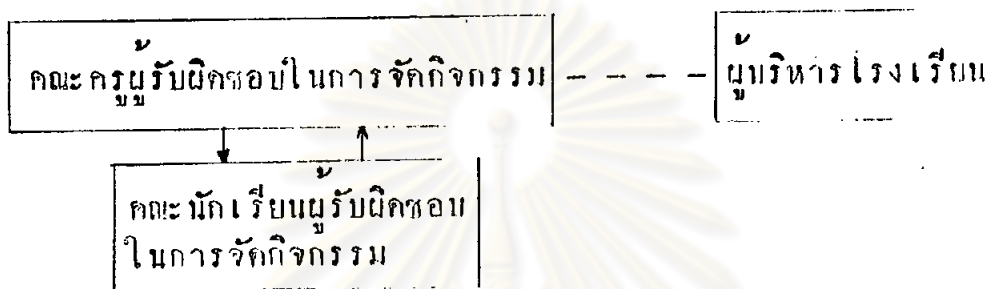 คณะครูผู้รับผิดชอบในการจัดกิจกรรม
ผู้บริหารโรงเรียน
คณะนักเรียนผู้รับผิดชอบ
ในการจัดกิจกรรม